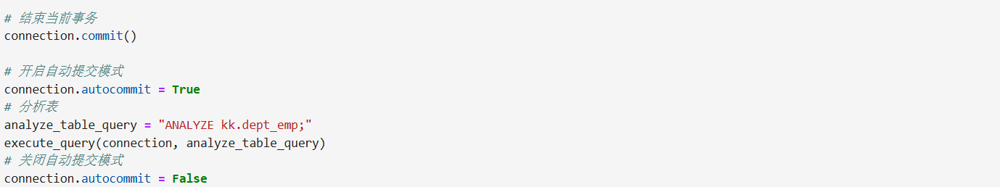 # 结束当前事务
connection.commit()
# 开启自动提交模式
connection.autocommit = True
# 分析表
analyze_table_query = "ANALYZE kk.dept_emp;"
execute_query(connection, analyze_table_query)
# 关闭自动提交模式
connection.autocommit = False